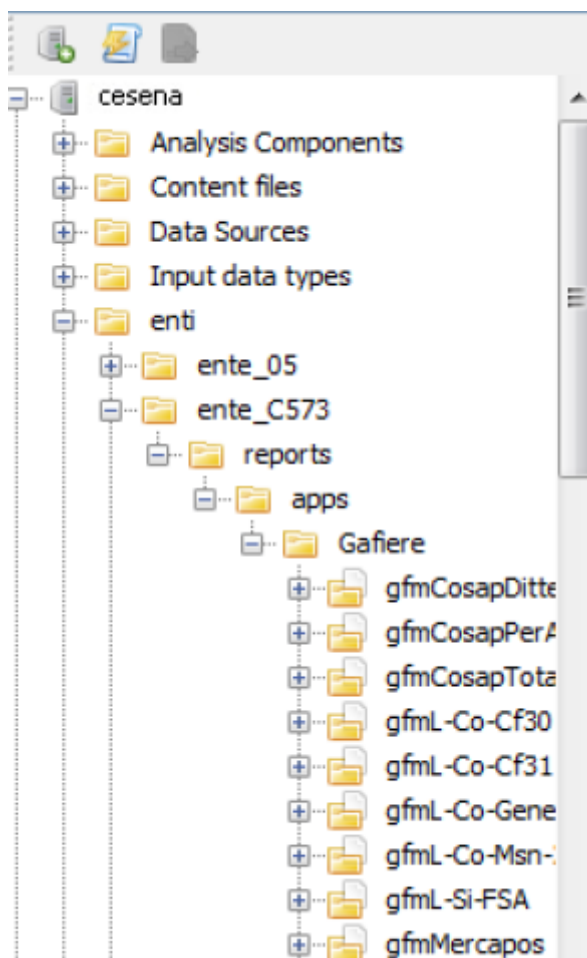 cesena
Analysis Components
Content files
Data Sources
Input data types
enti
ente_05
ente_C573
reports
apps
Gafiere
gfmCosapDitte
gfmCosapPerA
gfmCosapTota
gfmL-Co-Cf30
gfmL-Co-Cf31
gfmL-Co-Gene
gfmL-Co-Msn-
gfmL-Si-FSA
gfmMercapos